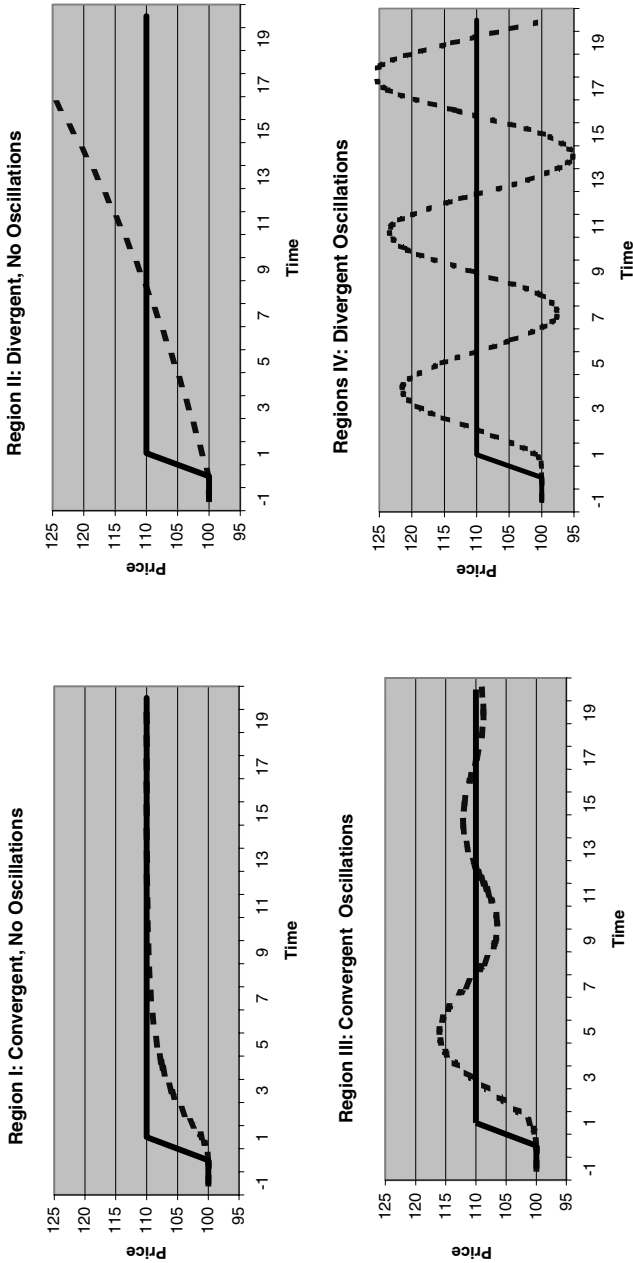 Region I: Convergent, No Oscillations
125
120
115
110
105
100
95
Price
-1 1 3 5 7 9 11 13 15 17 19
Time
Region II: Divergent, No Oscillations
125
120
115
110
105
100
95
Price
-1 1 3 5 7 9 11 13 15 17 19
Time
Region III: Convergent Oscillations
125
120
115
110
105
100
95
Price
-1 1 3 5 7 9 11 13 15 17 19
Time
Regions IV: Divergent Oscillations
125
120
115
110
105
100
95
Price
-1 1 3 5 7 9 11 13 15 17 19
Time